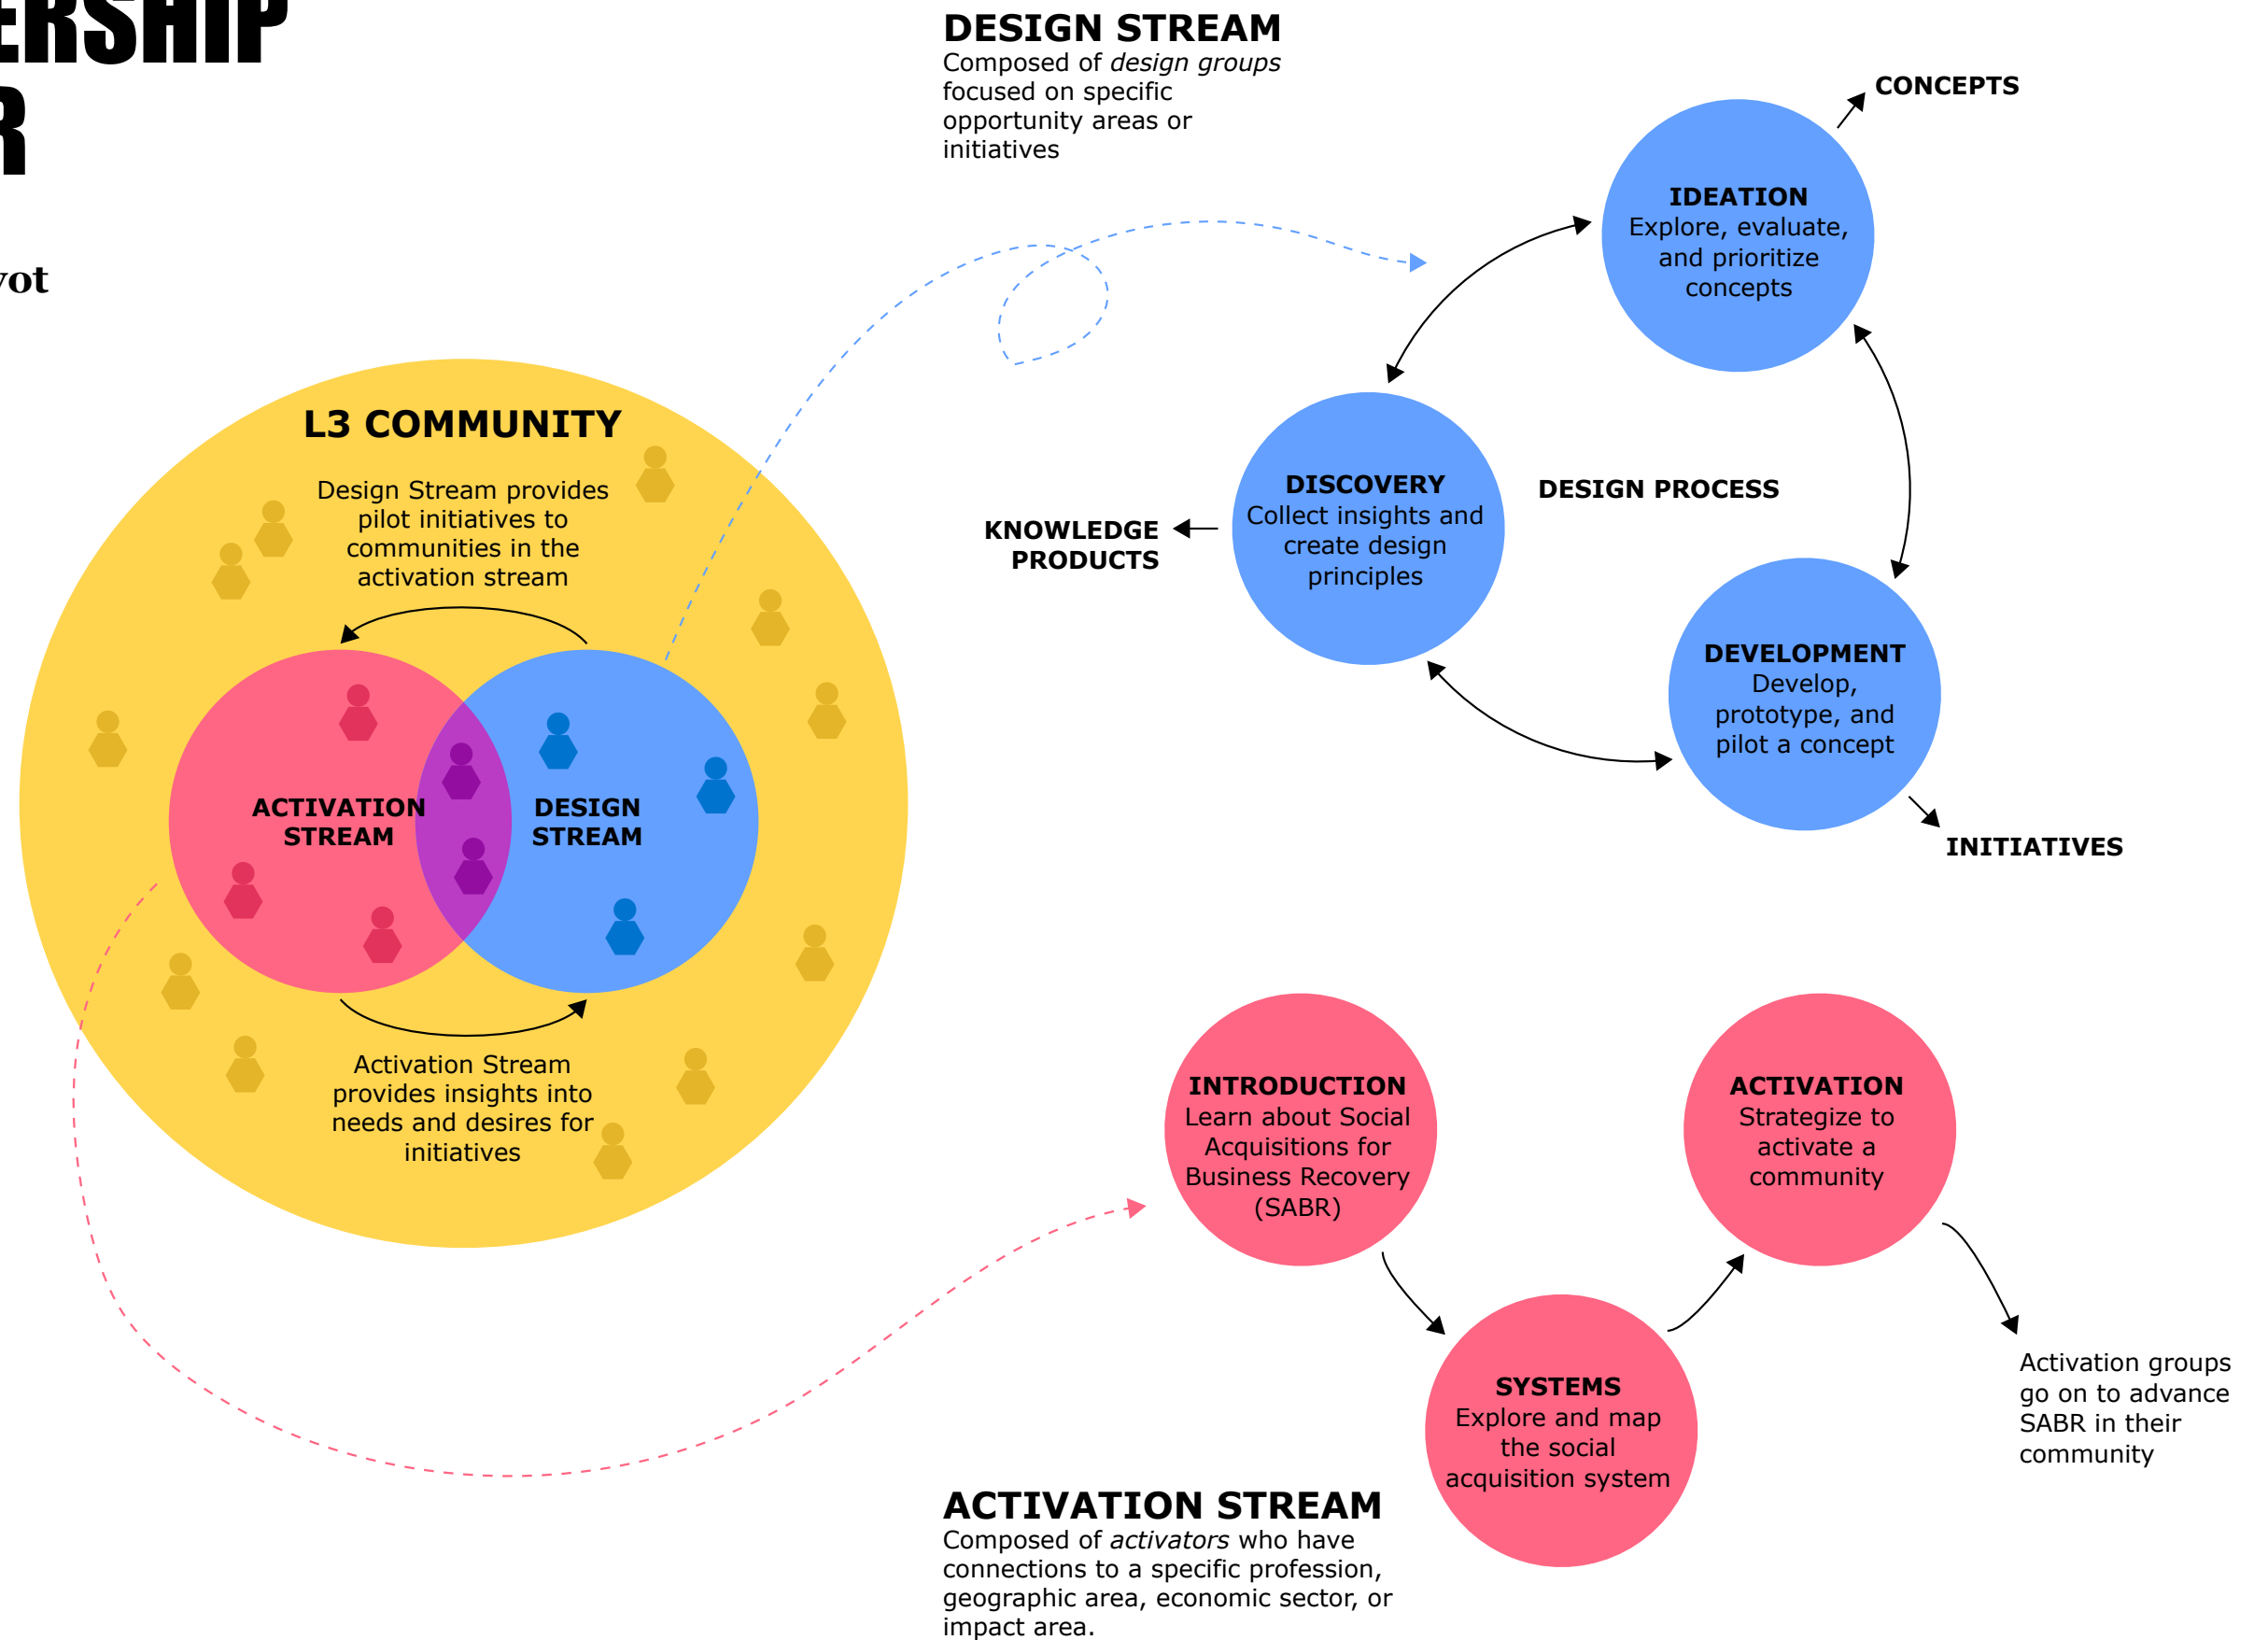 ERSHIP
R
vot
DESIGN STREAM
Composed of design groups
focused on specific
opportunity areas or
initiatives
CONCEPTS
IDEATION
Explore, evaluate,
and prioritize
concepts
DISCOVERY
Collect insights and
create design
principles
DESIGN PROCESS
KNOWLEDGE
PRODUCTS
DEVELOPMENT
Develop,
prototype, and
pilot a concept
INITIATIVES
L3 COMMUNITY
Design Stream provides
pilot initiatives to
communities in the
activation stream
ACTIVATION
STREAM
DESIGN
STREAM
Activation Stream
provides insights into
needs and desires for
initiatives
INTRODUCTION
Learn about Social
Acquisitions for
Business Recovery
(SABR)
SYSTEMS
Explore and map
the social
acquisition system
ACTIVATION
Strategize to
activate a
community
Activation groups
go on to advance
SABR in their
community
ACTIVATION STREAM
Composed of activators who have
connections to a specific profession,
geographic area, economic sector, or
impact area.